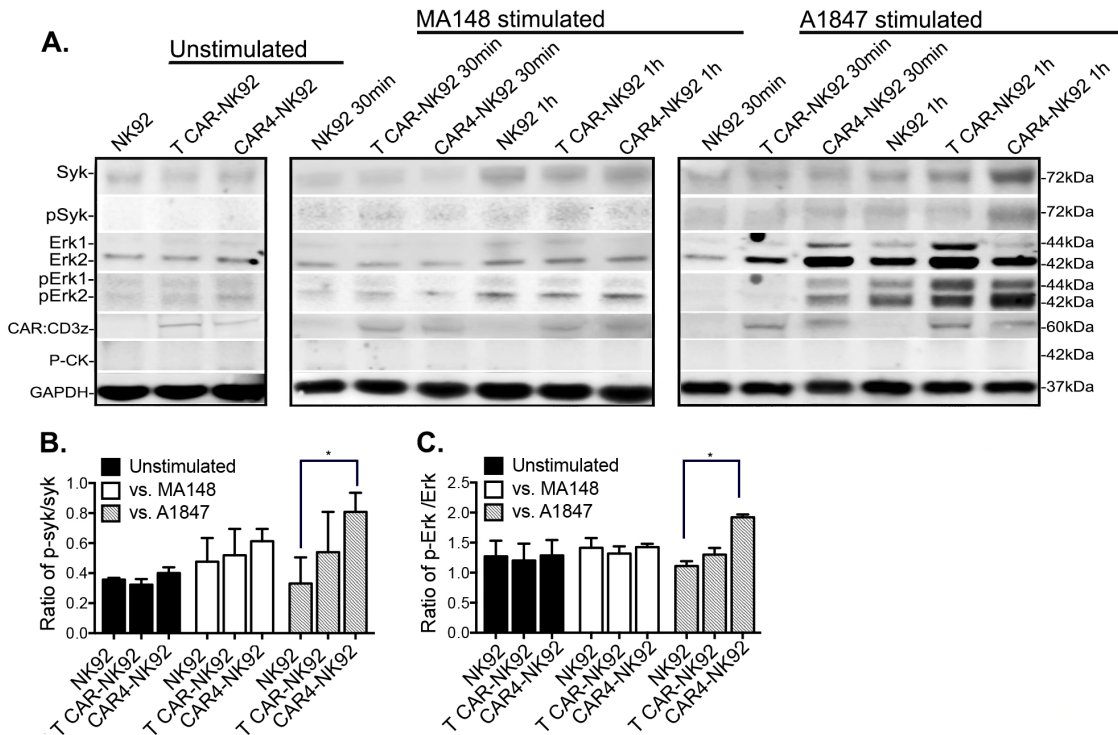 A.
Unstimulated
MA148 stimulated
A1847 stimulated
NK92
T CAR-NK92
CAR4-NK92
NK92 30min
T CAR-NK92 30min
CAR4-NK92 30min
NK92 1h
T CAR-NK92 1h
CAR4-NK92 1h
NK92 30min
T CAR-NK92 30min
CAR4-NK92 30min
NK92 1h
T CAR-NK92 1h
CAR4-NK92 1h
Syk- -72kDa
pSyk- -72kDa
Erk1- -44kDa
Erk2- -42kDa
pErk1- -44kDa
pErk2- -42kDa
CAR:CD3z- -60kDa
P-CK- -42kDa
GAPDH- -37kDa
B.
Unstimulated
vs. MA148
vs. A1847
*
Ratio of p-syk/syk
1.0
0.8
0.6
0.4
0.2
0.0
NK92
T CAR-NK92
CAR4-NK92
NK92
T CAR-NK92
CAR4-NK92
NK92
T CAR-NK92
CAR4-NK92
C.
Unstimulated
vs. MA148
vs. A1847
*
Ratio of p-Erk /Erk
2.5
2.0
1.5
1.0
0.5
0.0
NK92
T CAR-NK92
CAR4-NK92
NK92
T CAR-NK92
CAR4-NK92
NK92
T CAR-NK92
CAR4-NK92